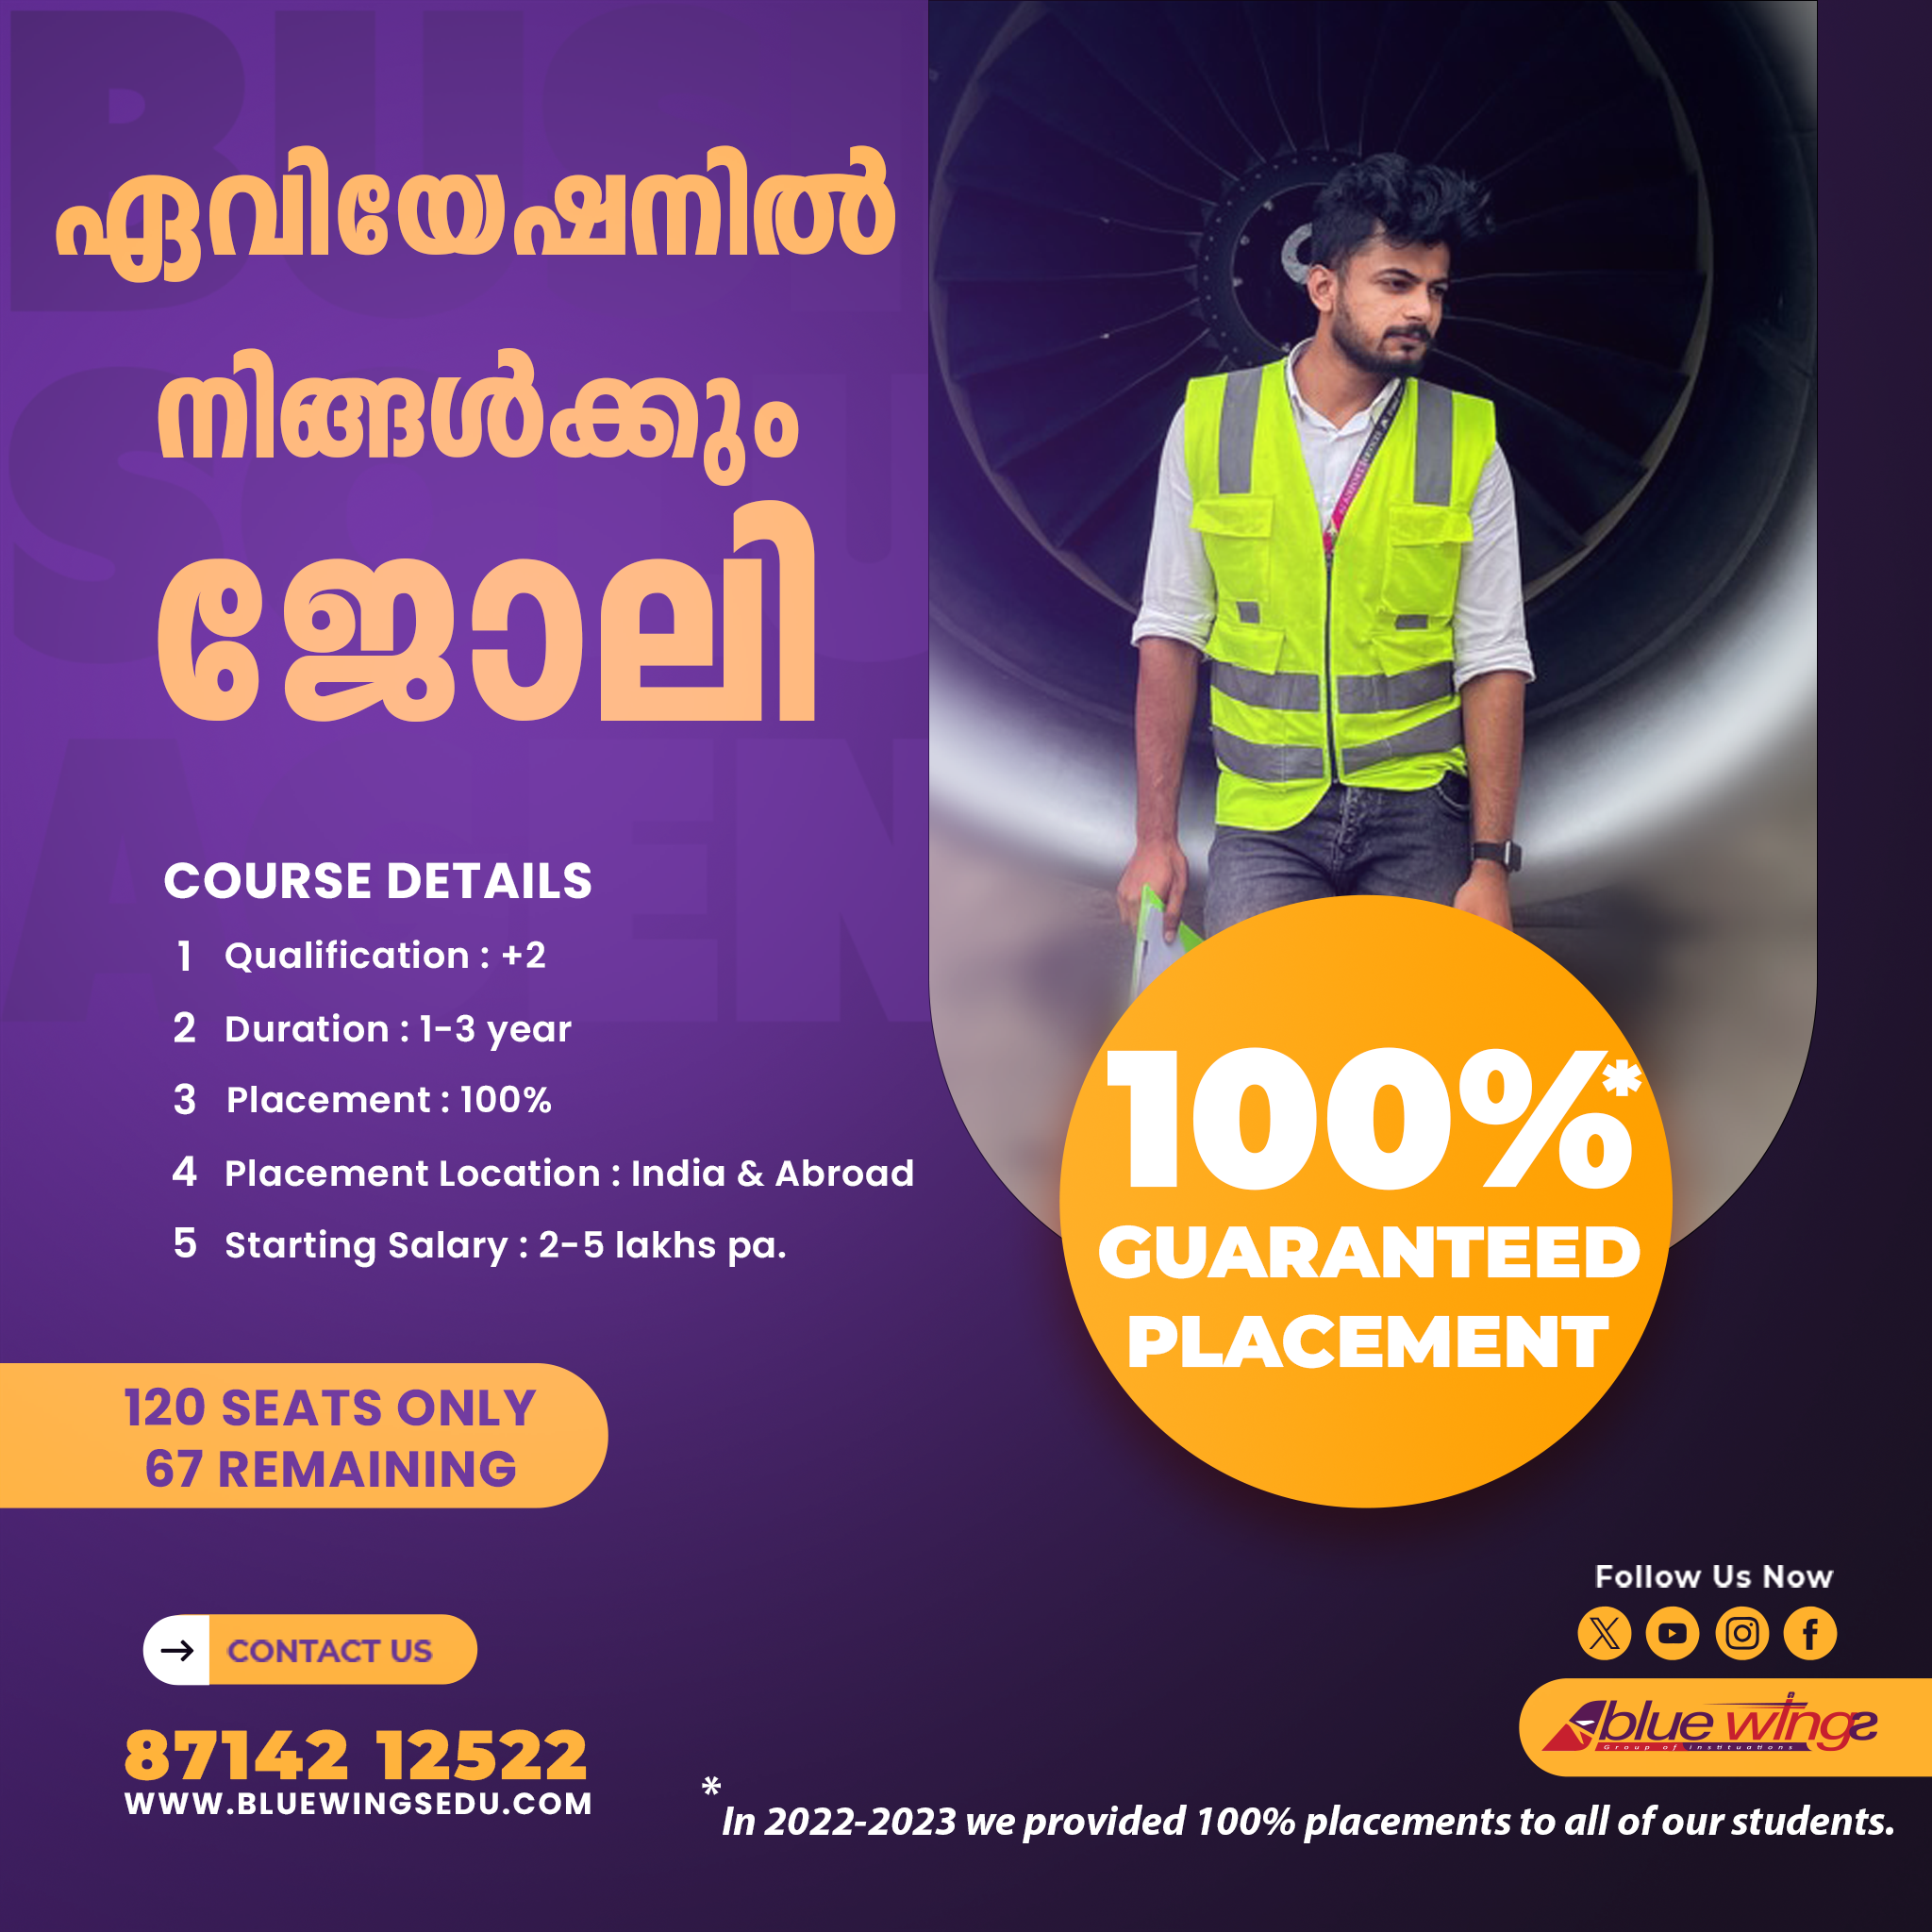 ഏവിയേഷനിൽ
നിങ്ങൾക്കും
ജോലി
COURSE DETAILS
1 Qualification : +2
2 Duration : 1-3 year
3 Placement : 100%
4 Placement Location : India & Abroad
5 Starting Salary : 2-5 lakhs pa.
100%*
GUARANTEED
PLACEMENT
120 SEATS ONLY
67 REMAINING
Follow Us Now
CONTACT US
blue wings
Group of
87142 12522
WWW.BLUEWINGSEDU.COM
*In 2022-2023 we provided 100% placements to all of our students.